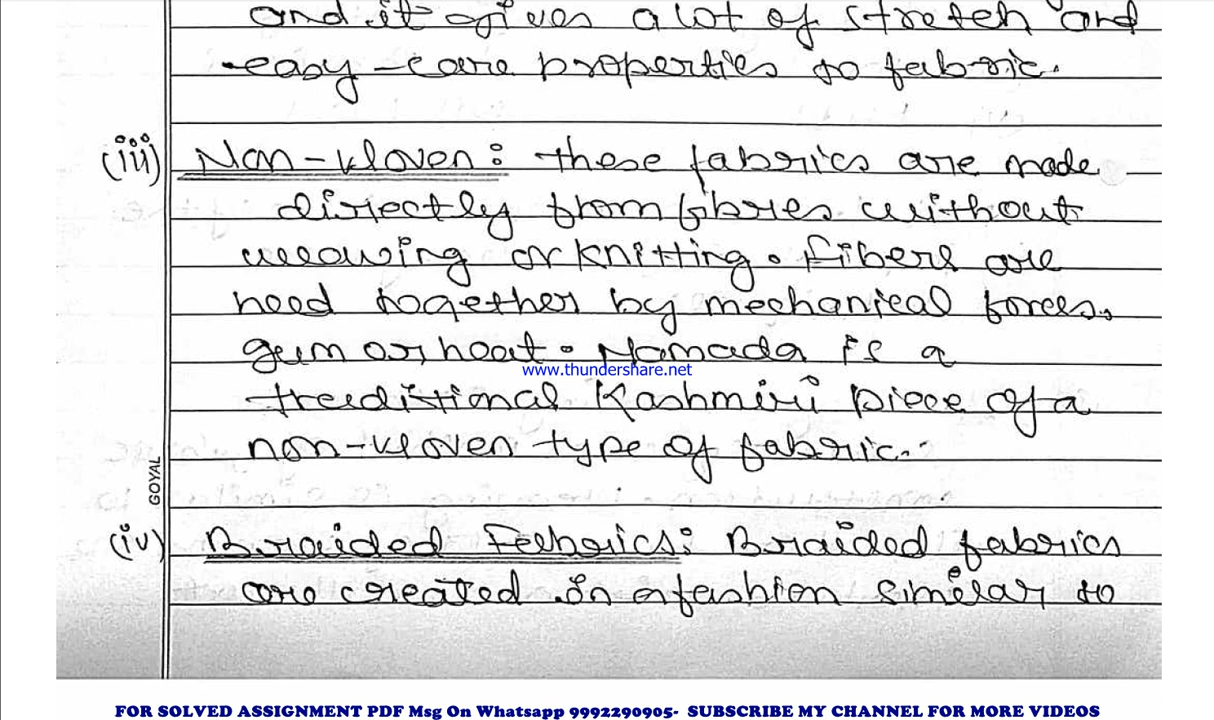 and it gives a lot of stretch and
easy-care properties to fabric.
(iii) Non-Woven: these fabrics are made
directly from fibres without
weaving or knitting. Fibers are
heed together by mechanical forces,
gum or heat. Namada is a
www.thundershare.net
traditional Kashmiri piece of a
non-woven type of fabric.
GOYAL
(iv) Braided Febrics: Braided fabrics
are created in a fashion similar to
FOR SOLVED ASSIGNMENT PDF Msg On Whatsapp 9992290905- SUBSCRIBE MY CHANNEL FOR MORE VIDEOS